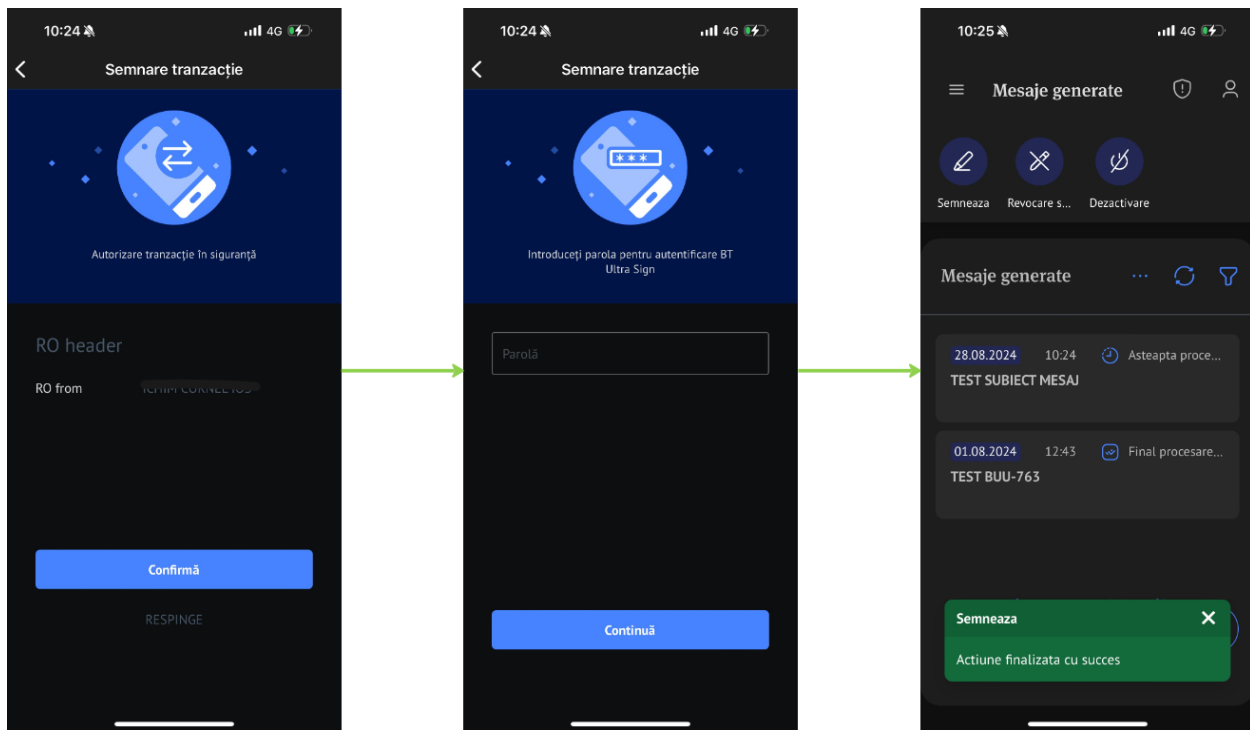 10:24
4G
Semnare tranzacție
Autorizare tranzacție în siguranță
RO header
RO from
Confirmă
RESPINGE
10:24
4G
Semnare tranzacție
***
Introduceți parola pentru autentificare BT
Ultra Sign
Parolă
Continuă
10:25
4G
Mesaje generate
Semneaza
Revocare s...
Dezactivare
Mesaje generate
28.08.2024 10:24 Asteapta proce...
TEST SUBIECT MESAJ
01.08.2024 12:43 Final procesare...
TEST BUU-763
Semneaza
Actiune finalizata cu succes